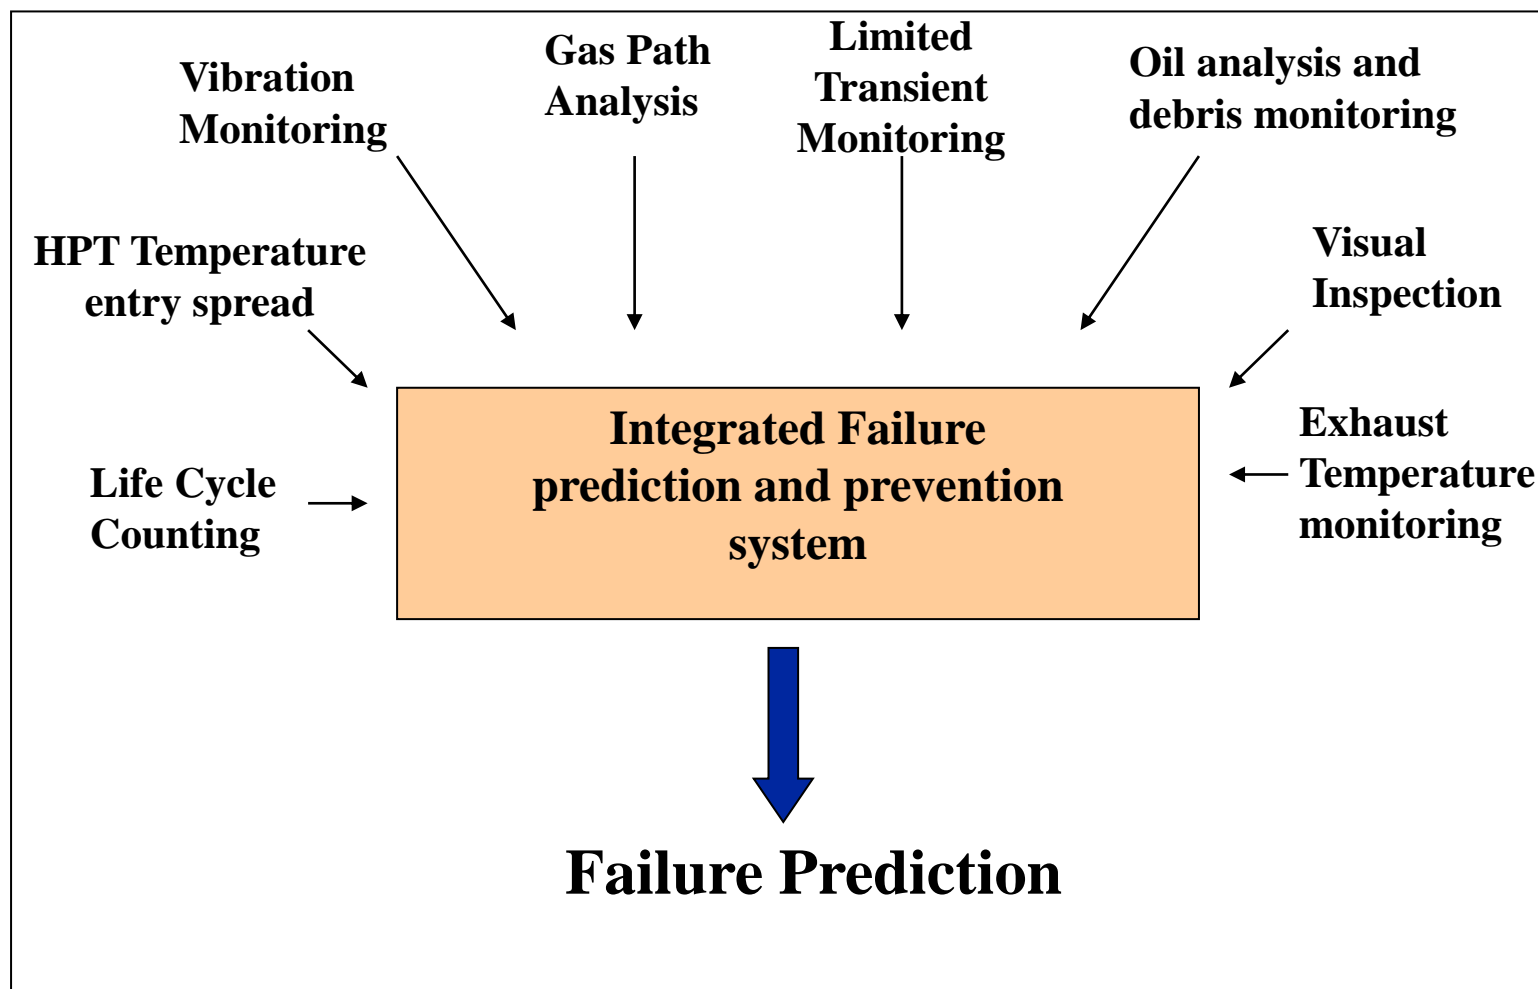 Vibration
Monitoring
Gas Path
Analysis
Limited
Transient
Monitoring
Oil analysis and
debris monitoring
HPT Temperature
entry spread
Visual
Inspection
Life Cycle
Counting
Integrated Failure
prediction and prevention
system
Exhaust
Temperature
monitoring
Failure Prediction